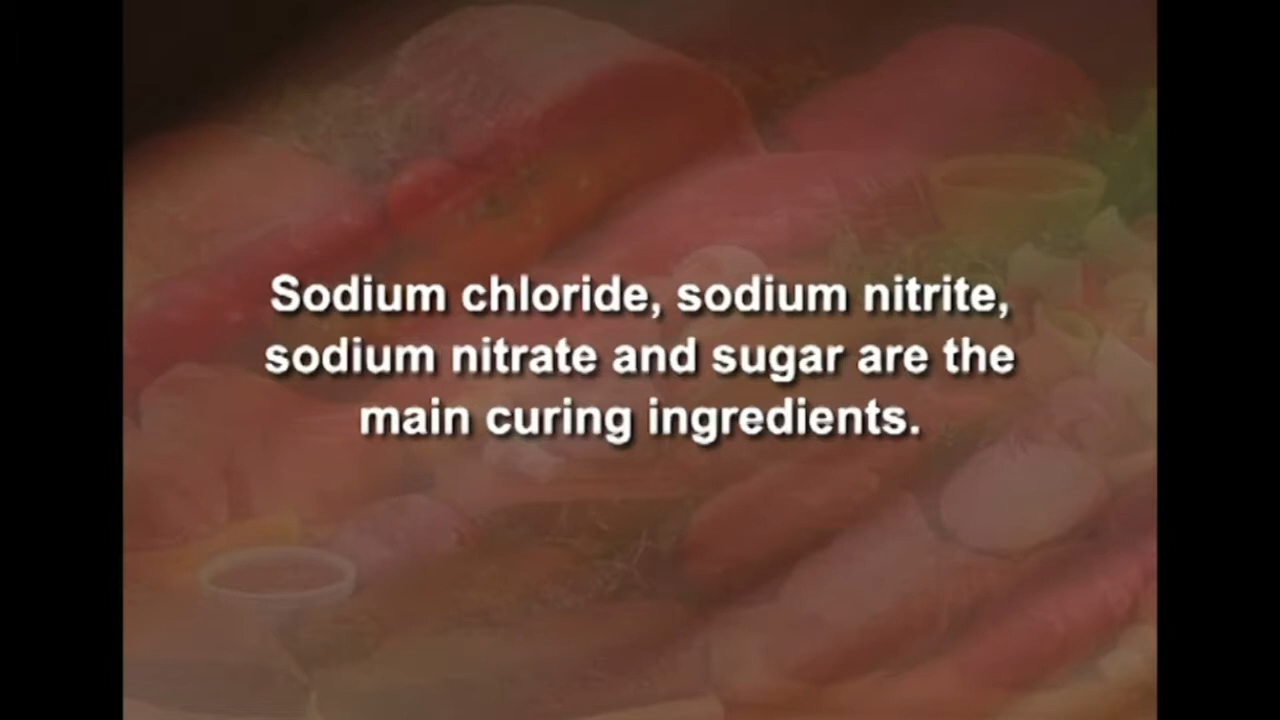 Sodium chloride, sodium nitrite,
sodium nitrate and sugar are the
main curing ingredients.